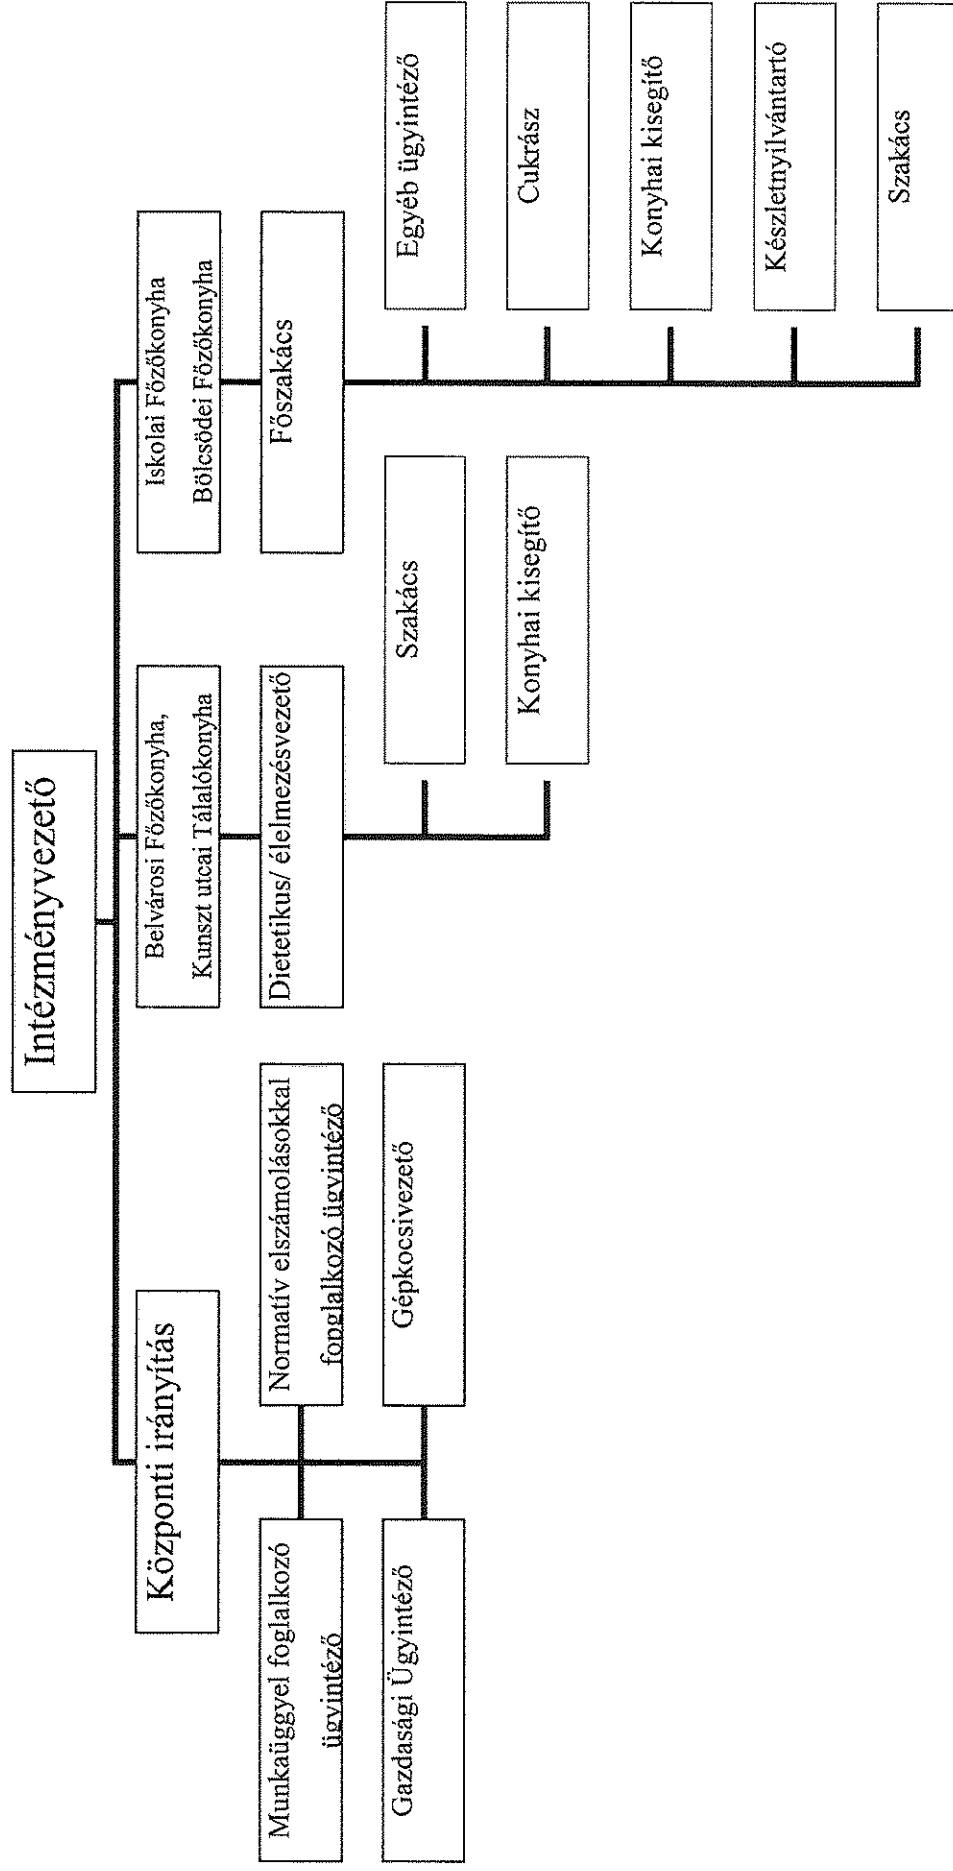 Intézményvezető
Központi irányítás
Munkaüggyel foglalkozó
ügyintéző
Normatív elszámolásokkal
foglalkozó ügyintéző
Gazdasági Ügyintéző
Gépkocsivezető
Belvárosi Főzőkonyha,
Kunszt utcai Tálalókonyha
Dietetikus/ élelmezésvezető
Szakács
Konyhai kisegítő
Iskolai Főzőkonyha
Bölcsödei Főzőkonyha
Főszakács
Egyéb ügyintéző
Cukrász
Konyhai kisegítő
Készletnyilvántartó
Szakács